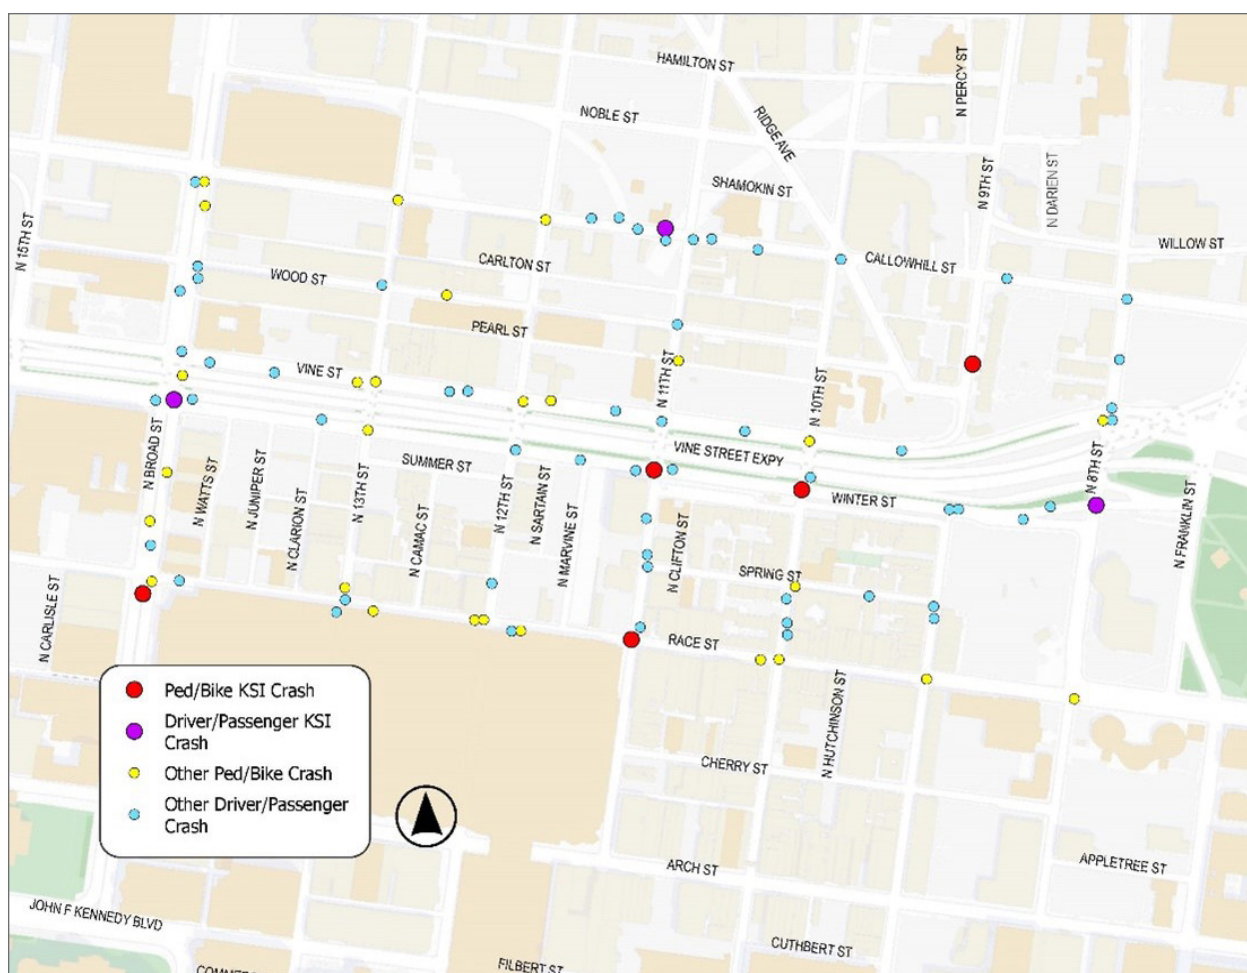 HAMILTON ST
N PERCY ST
NOBLE ST
RIDGE AVE
N 9TH ST
N DARIEN ST
SHAMOKIN ST
N 15TH ST
WILLOW ST
CARLTON ST
CALLOWHILL ST
WOOD ST
PEARL ST
VINE ST
N 11TH ST
N 10TH ST
N BROAD ST
VINE STREET EXPY
SUMMER ST
N 8TH ST
WINTER ST
N WATTS ST
N JUNIPER ST
N CLARION ST
N 13TH ST
N CAMAC ST
N 12TH ST
N SARTAIN ST
N MARVINE ST
N CLIFTON ST
N FRANKLIN ST
SPRING ST
N CARLISLE ST
RACE ST
N HUTCHINSON ST
Ped/Bike KSI Crash
Driver/Passenger KSI
Crash
Other Ped/Bike Crash
Other Driver/Passenger
Crash
CHERRY ST
ARCH ST
APPLETREE ST
JOHN F KENNEDY BLVD
CUTHBERT ST
FILBERT ST